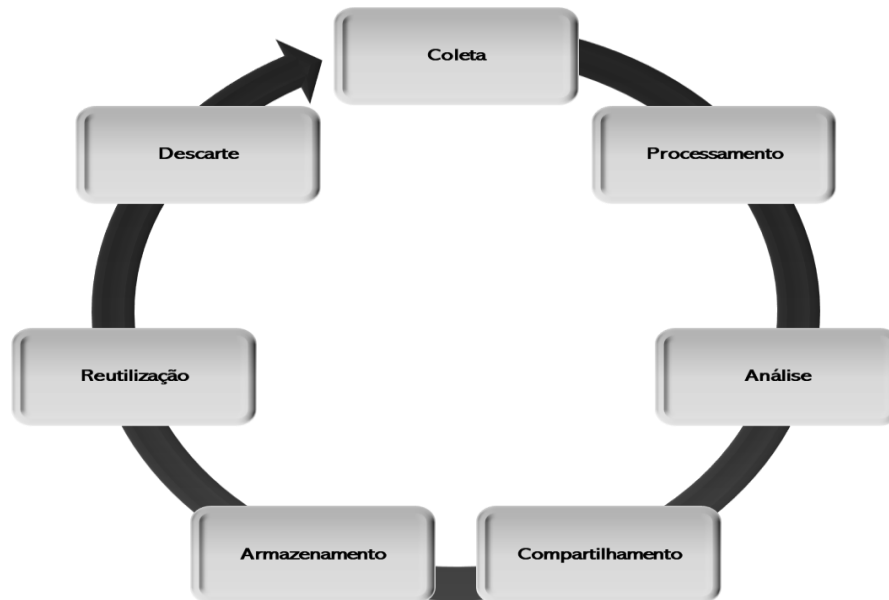 Coleta
Processamento
Análise
Compartilhamento
Armazenamento
Reutilização
Descarte